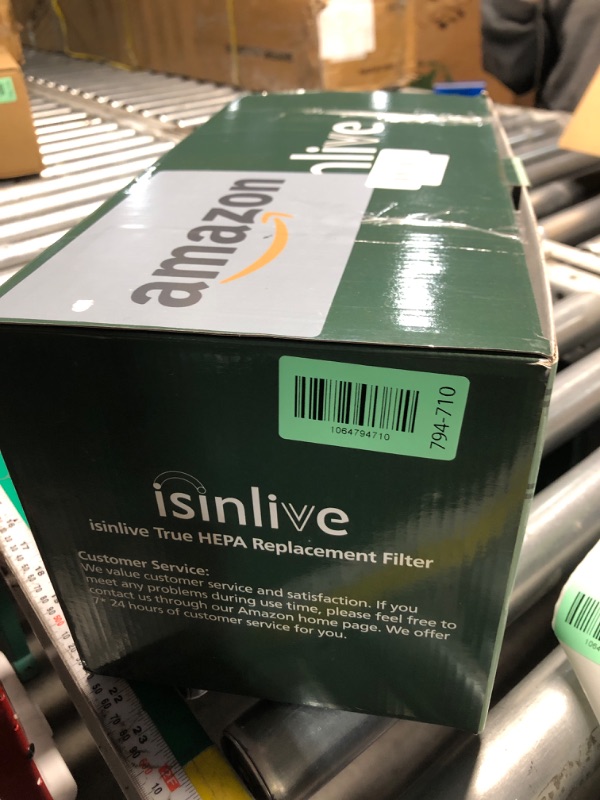 nlive
amazon
1064794710
794-710
isinlive
isinlive True HEPA Replacement Filter
Customer Service:
We value customer service and satisfaction. If you
meet any problems during use time, please feel free to
contact us through our Amazon home page. We offer
7* 24 hours of customer service for you.